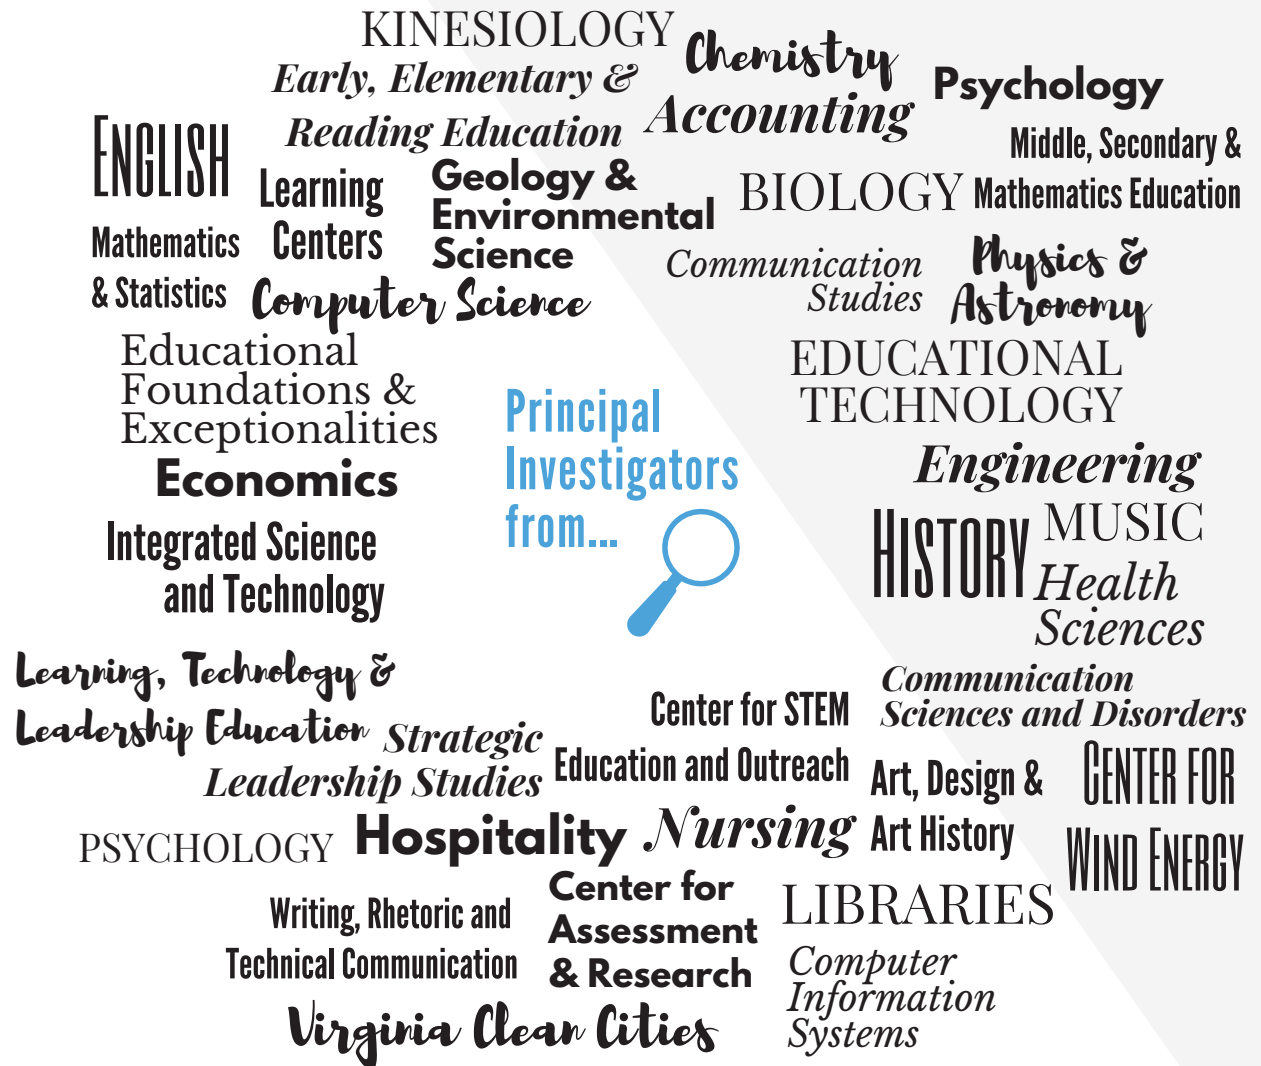 KINESIOLOGY
Chemistry
Early, Elementary &
Reading Education
Accounting
Psychology
ENGLISH
Middle, Secondary &
Mathematics Education
Learning
Centers
Geology &
Environmental
Science
BIOLOGY
Mathematics
& Statistics
Communication
Studies
Physics &
Astronomy
Computer Science
Educational
Foundations &
Exceptionalities
EDUCATIONAL
TECHNOLOGY
Principal
Investigators
from...
Economics
Engineering
Integrated Science
and Technology
HISTORY
MUSIC
Health
Sciences
Learning, Technology &
Leadership Education
Communication
Sciences and Disorders
Center for STEM
Education and Outreach
Strategic
Leadership Studies
Art, Design &
Art History
CENTER FOR
WIND ENERGY
PSYCHOLOGY
Hospitality
Nursing
Writing, Rhetoric and
Technical Communication
Center for
Assessment
& Research
LIBRARIES
Computer
Information
Systems
Virginia Clean Cities